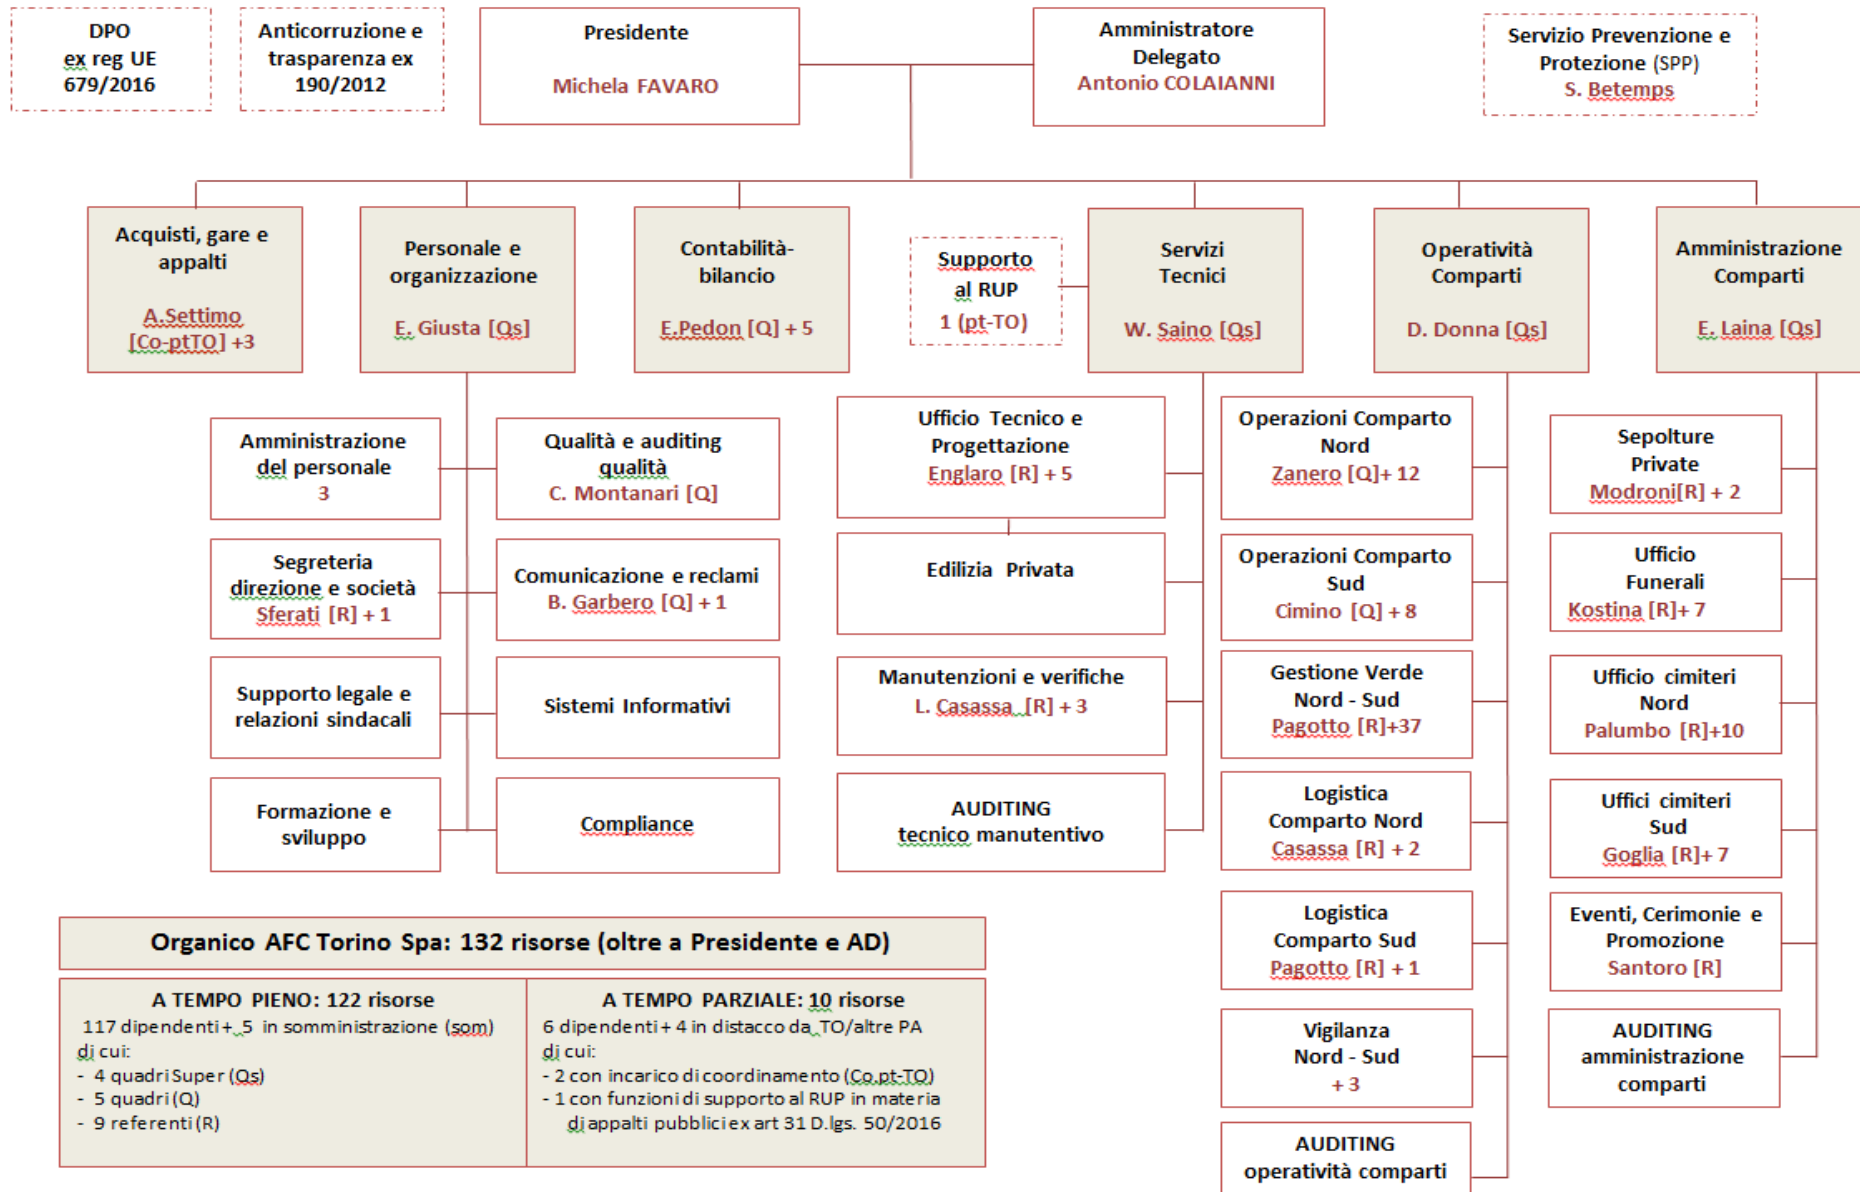 DPO
ex reg UE
679/2016
Anticorruzione e
trasparenza ex
190/2012
Presidente
Michela FAVARO
Amministratore
Delegato
Antonio COLAIANNI
Servizio Prevenzione e
Protezione (SPP)
S. Betemps
Acquisti, gare e
appalti
A.Settimo
[Co-ptTO] +3
Personale e
organizzazione
E. Giusta [Qs]
Contabilità-
bilancio
E.Pedon [Q] + 5
Supporto
al RUP
1 (pt-TO)
Servizi
Tecnici
W. Saino [Qs]
Operatività
Comparti
D. Donna [Qs]
Amministrazione
Comparti
E. Laina [Qs]
Amministrazione
del personale
3
Qualità e auditing
qualità
C. Montanari [Q]
Segreteria
direzione e società
Sferati [R] + 1
Comunicazione e reclami
B. Garbero [Q] + 1
Supporto legale e
relazioni sindacali
Sistemi Informativi
Formazione e
sviluppo
Compliance
Ufficio Tecnico e
Progettazione
Englaro [R] + 5
Edilizia Privata
Manutenzioni e verifiche
L. Casassa [R] + 3
AUDITING
tecnico manutentivo
Operazioni Comparto
Nord
Zanero [Q]+ 12
Operazioni Comparto
Sud
Cimino [Q] + 8
Gestione Verde
Nord - Sud
Pagotto [R]+37
Logistica
Comparto Nord
Casassa [R] + 2
Logistica
Comparto Sud
Pagotto [R] + 1
Vigilanza
Nord - Sud
+ 3
AUDITING
operatività comparti
Sepolture
Private
Modroni[R] + 2
Ufficio
Funerali
Kostina [R]+ 7
Ufficio cimiteri
Nord
Palumbo [R]+10
Uffici cimiteri
Sud
Goglia [R]+ 7
Eventi, Cerimonie e
Promozione
Santoro [R]
AUDITING
amministrazione
comparti
Organico AFC Torino Spa: 132 risorse (oltre a Presidente e AD)
A TEMPO PIENO: 122 risorse
117 dipendenti + 5 in somministrazione (som)
di cui:
- 4 quadri Super (Qs)
- 5 quadri (Q)
- 9 referenti (R)
A TEMPO PARZIALE: 10 risorse
6 dipendenti + 4 in distacco da TO/altre PA
di cui:
- 2 con incarico di coordinamento (Co.pt-TO)
- 1 con funzioni di supporto al RUP in materia
di appalti pubblici ex art 31 D.lgs. 50/2016